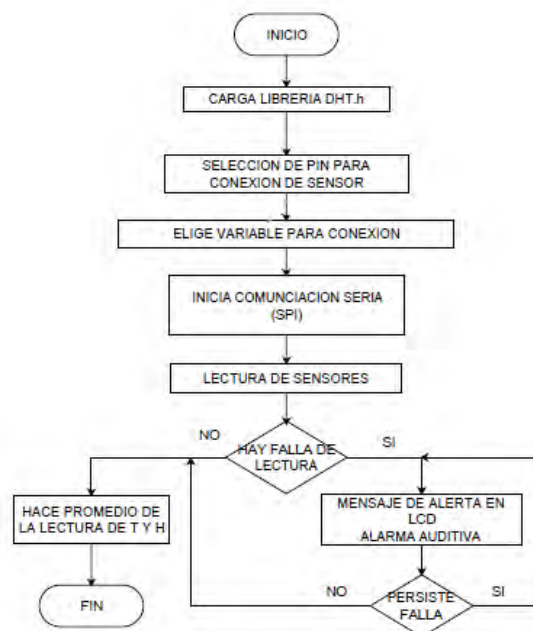 INICIO
CARGA LIBRERIA DHT.h
SELECCION DE PIN PARA
CONEXION DE SENSOR
ELIGE VARIABLE PARA CONEXION
INICIA COMUNCIACION SERIA
(SPI)
LECTURA DE SENSORES
NO
HAY FALLA DE
LECTURA
SI
HACE PROMEDIO DE
LA LECTURA DE T Y H
MENSAJE DE ALERTA EN
LCD
ALARMA AUDITIVA
NO
PERSISTE
FALLA
SI
FIN